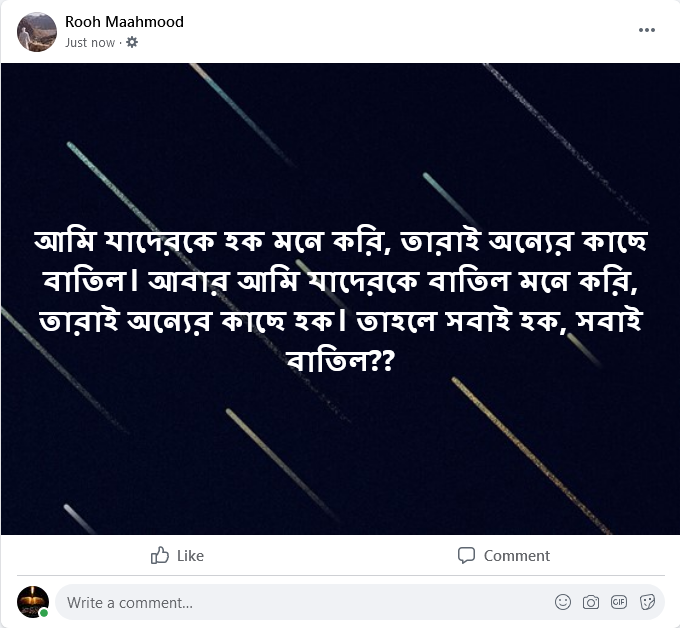 Rooh Maahmood
Just now ·
আমি যাদেরকে হক মনে করি, তারাই অন্যের কাছে
বাতিল। আবার আমি যাদেরকে বাতিল মনে করি,
তারাই অন্যের কাছে হক। তাহলে সবাই হক, সবাই
বাতিল??
Like
Comment
Write a comment...
GIF